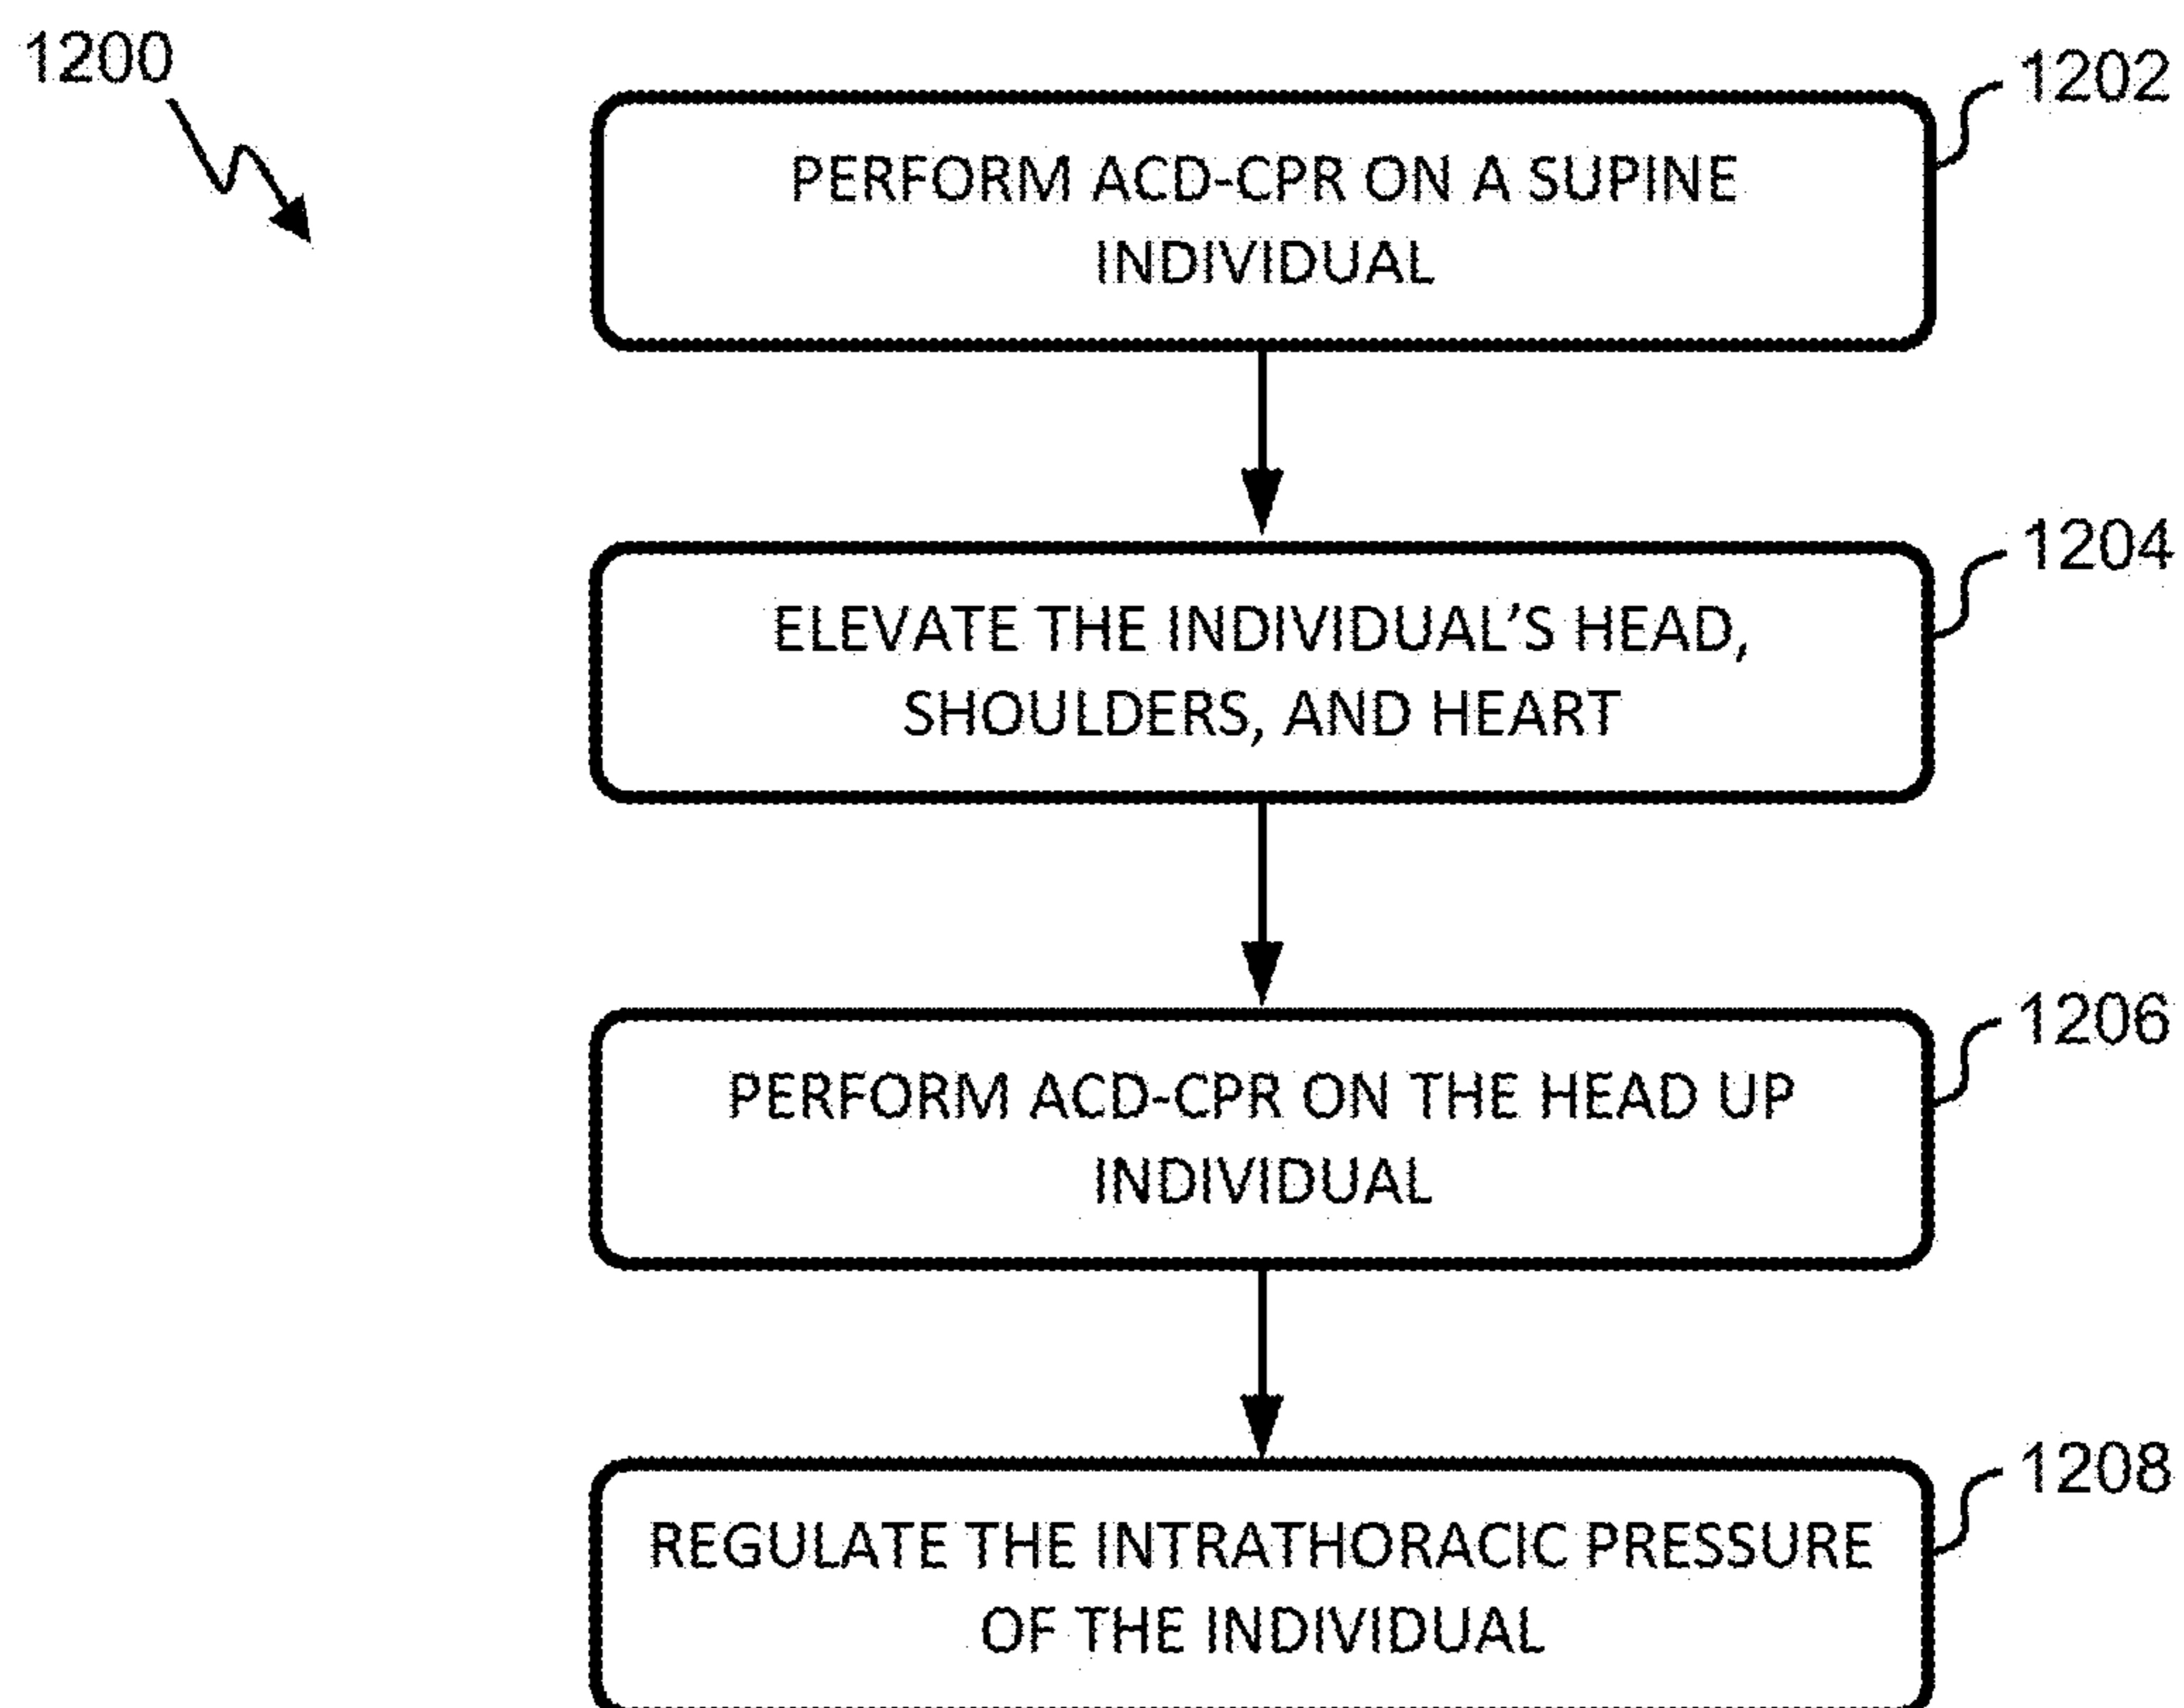 1200
1202
PERFORM ACD-CPR ON A SUPINE
INDIVIDUAL
1204
ELEVATE THE INDIVIDUAL'S HEAD,
SHOULDERS, AND HEART
1206
PERFORM ACD-CPR ON THE HEAD UP
INDIVIDUAL
1208
REGULATE THE INTRATHORACIC PRESSURE
OF THE INDIVIDUAL